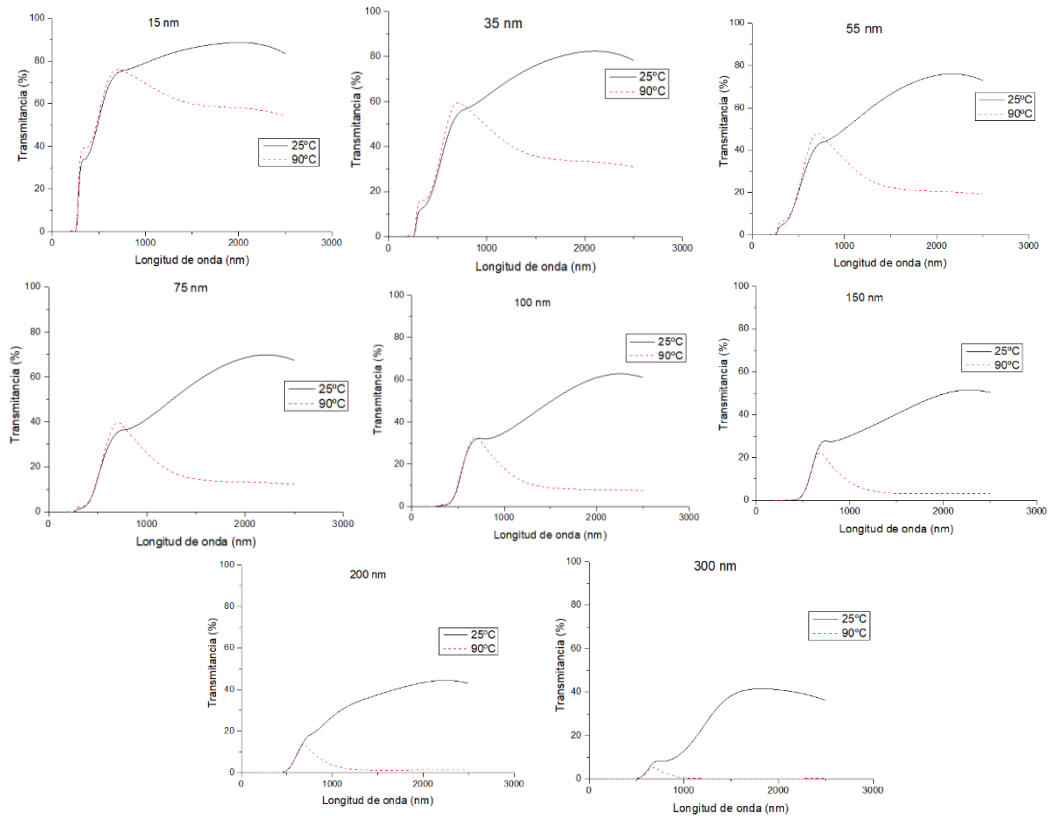 15 nm
100
80
60
40
20
0
Transmitancia (%)
25ºC
90ºC
0
1000
2000
3000
Longitud de onda (nm)
35 nm
100
80
60
40
20
0
Transmitancia (%)
25ºC
90ºC
0
1000
2000
3000
Longitud de onda (nm)
55 nm
100
80
60
40
20
0
Transmitancia (%)
25ºC
90ºC
0
1000
2000
3000
Longitud de onda (nm)
75 nm
100
80
60
40
20
0
Transmitancia (%)
25ºC
90ºC
0
1000
2000
3000
Longitud de onda (nm)
100 nm
100
80
60
40
20
0
Transmitancia (%)
25ºC
90ºC
0
1000
2000
3000
Longitud de onda (nm)
150 nm
100
80
60
40
20
0
Transmitancia (%)
25ºC
90ºC
0
1000
2000
3000
Longitud de onda (nm)
200 nm
100
80
60
40
20
0
Transmitancia (%)
25ºC
90ºC
0
1000
2000
3000
Longitud de onda (nm)
300 nm
100
80
60
40
20
0
Transmitancia (%)
25ºC
90ºC
0
1000
2000
3000
Longitud de onda (nm)